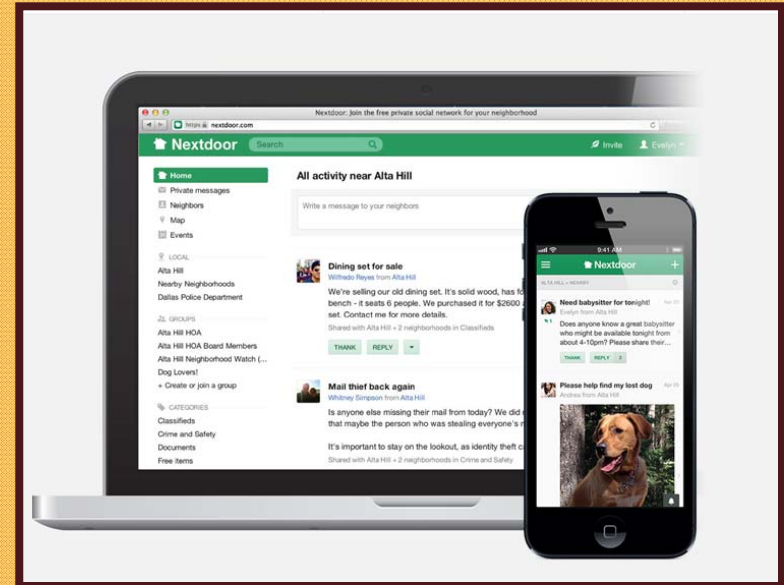 Nextdoor: Join the free private social network for your neighborhood
https nextdoor.com
Nextdoor
Search
Invite
Evelyn
Home
Private messages
Neighbors
Map
Events
LOCAL
Alta Hill
Nearby Neighborhoods
Dallas Police Department
GROUPS
Alta Hill HOA
Alta Hill HOA Board Members
Alta Hill Neighborhood Watch (...
Dog Lovers!
+ Create or join a group
CATEGORIES
Classifieds
Crime and Safety
Documents
Free items
All activity near Alta Hill
Write a message to your neighbors
Dining set for sale
Wilfredo Reyes from Alta Hill
We're selling our old dining set. It's solid wood, has
bench - it seats 6 people. We purchased it for $2600
set. Contact me for more details.
Shared with Alta Hill + 2 neighborhoods in Classifieds
THANK REPLY
Mail thief back again
Whitney Simpson from Alta Hill
Is anyone else missing their mail from today? We did
that maybe the person who was stealing everyone's
It's important to stay on the lookout, as identity theft
Shared with Alta Hill + 2 neighborhoods in Crime and Safety
9:41 AM
Nextdoor
ALTA HILL + NEARBY
Need babysitter for tonight!
Evelyn from Alta Hill
Does anyone know a great babysitter
who might be available tonight from
about 4-10pm? Please share their...
THANK REPLY 2
Please help find my lost dog
Andrea from Alta Hill